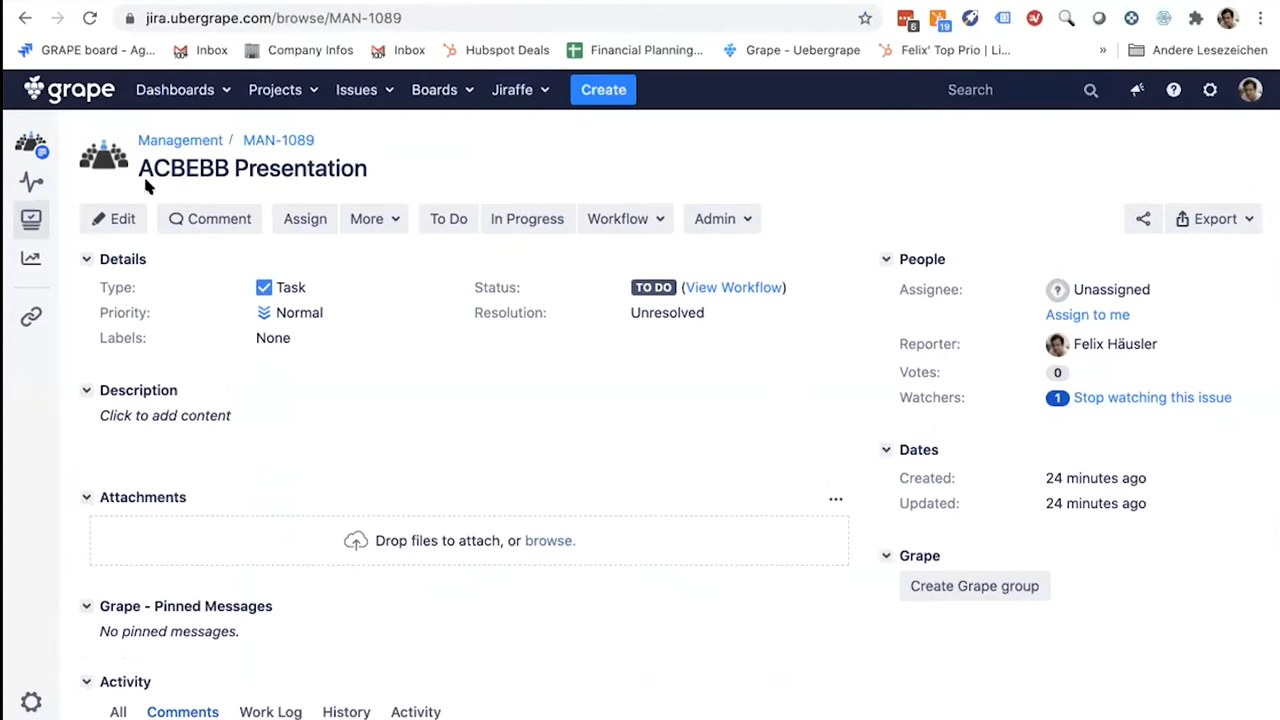 jira.ubergrape.com/browse/MAN-1089
6
19
GRAPE board - Ag...
Inbox
Company Infos
Inbox
Hubspot Deals
Financial Planning...
Grape - Uebergrape
Felix' Top Prio | Li...
»
Andere Lesezeichen
grape
Dashboards
Projects
Issues
Boards
Jiraffe
Create
Search
Management / MAN-1089
ACBEBB Presentation
Edit
Comment
Assign
More
To Do
In Progress
Workflow
Admin
Export
Details
Type: Task
Status: TO DO (View Workflow)
Priority: Normal
Resolution: Unresolved
Labels: None
Description
Click to add content
Attachments
...
Drop files to attach, or browse.
Grape - Pinned Messages
No pinned messages.
Activity
All Comments Work Log History Activity
People
Assignee: Unassigned
Assign to me
Reporter: Felix Häusler
Votes: 0
Watchers: 1 Stop watching this issue
Dates
Created: 24 minutes ago
Updated: 24 minutes ago
Grape
Create Grape group